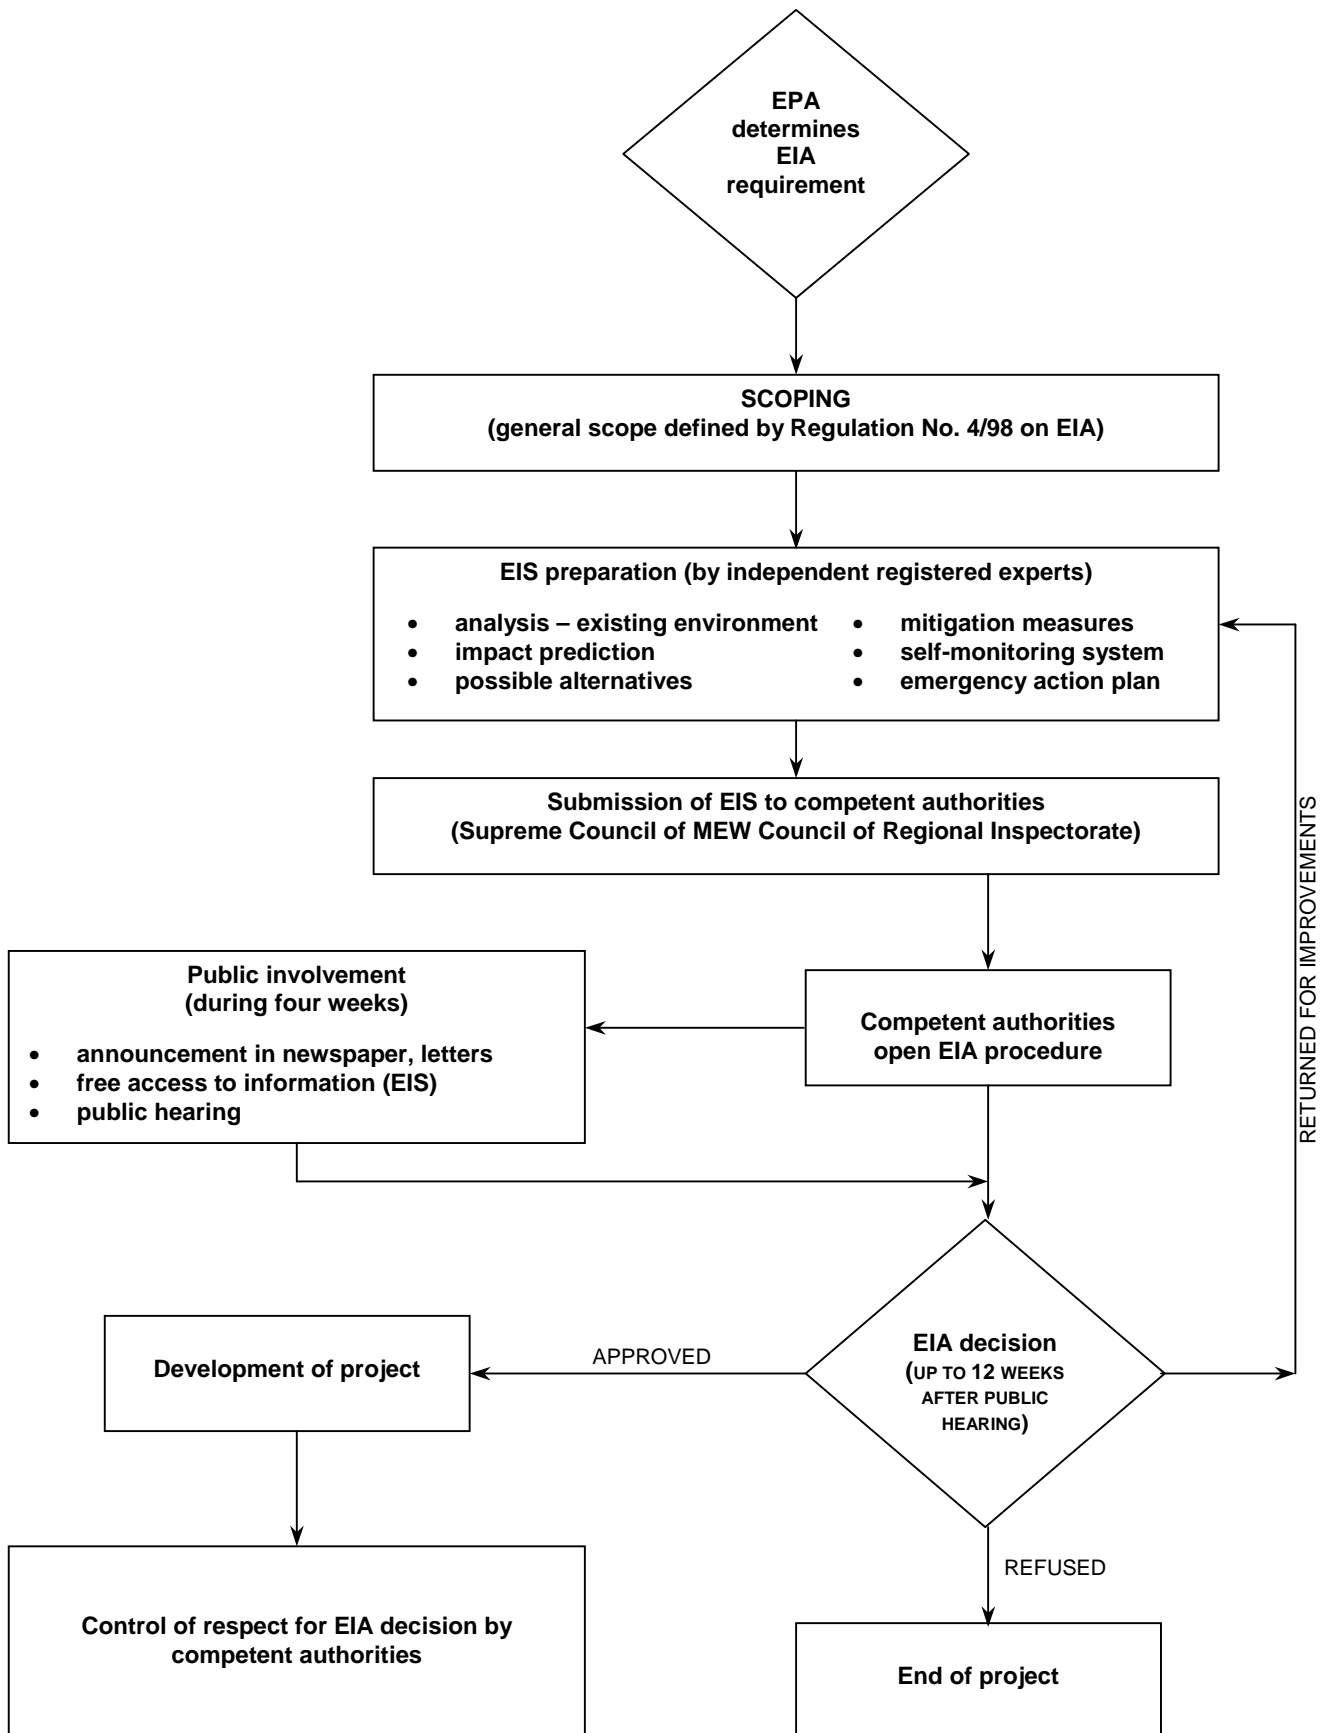 EPA
determines
EIA
requirement
SCOPING
(general scope defined by Regulation No. 4/98 on EIA)
EIS preparation (by independent registered experts)
• analysis – existing environment
• impact prediction
• possible alternatives
• mitigation measures
• self-monitoring system
• emergency action plan
Submission of EIS to competent authorities
(Supreme Council of MEW Council of Regional Inspectorate)
RETURNED FOR IMPROVEMENTS
Public involvement
(during four weeks)
• announcement in newspaper, letters
• free access to information (EIS)
• public hearing
Competent authorities
open EIA procedure
EIA decision
(UP TO 12 WEEKS
AFTER PUBLIC
HEARING)
APPROVED
Development of project
REFUSED
Control of respect for EIA decision by
competent authorities
End of project